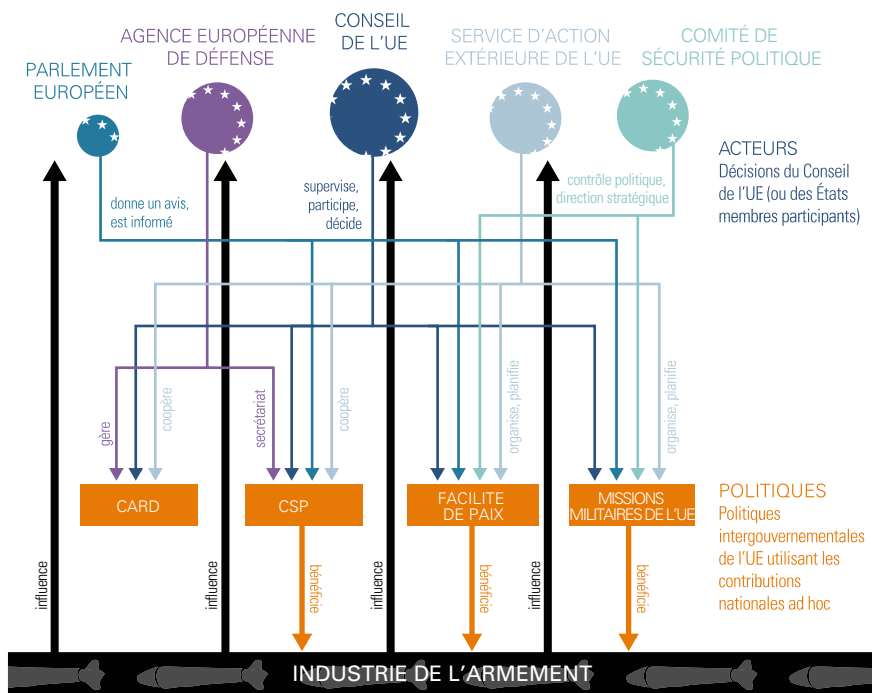 CONSEIL
DE L'UE
AGENCE EUROPÉENNE
DE DÉFENSE
SERVICE D'ACTION
EXTÉRIEURE DE L'UE
COMITÉ DE
SÉCURITÉ POLITIQUE
PARLEMENT
EUROPÉEN
ACTEURS
Décisions du Conseil
de l'UE (ou des États
membres participants)
donne un avis,
est informé
supervise,
participe,
décide
contrôle politique,
direction stratégique
gère
coopère
secrétariat
coopère
organise, planifie
organise, planifie
CARD
CSP
FACILITE
DE PAIX
MISSIONS
MILITAIRES DE L'UE
POLITIQUES
Politiques
intergouvernementales
de l'UE utilisant les
contributions
nationales ad hoc
influence
influence
bénéficie
influence
bénéficie
influence
bénéficie
INDUSTRIE DE L'ARMEMENT